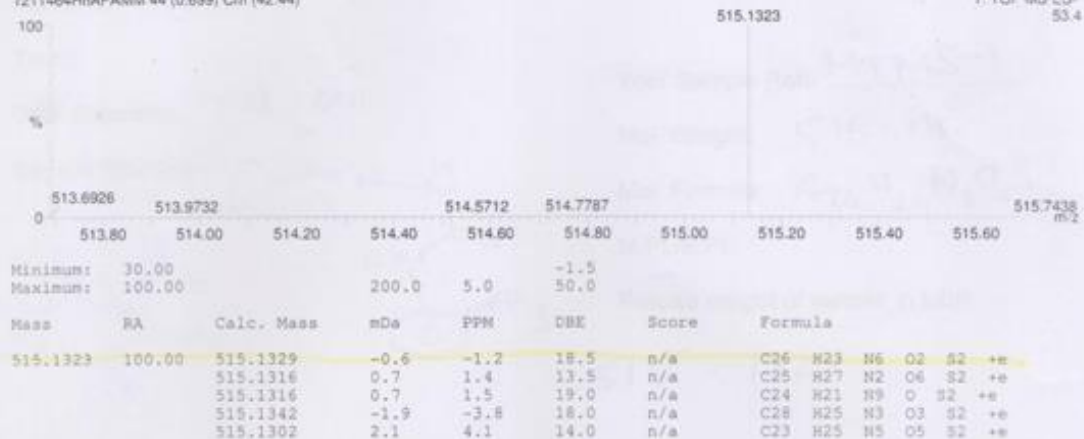 515.1323
53.4
100
%
513.6926 513.9732 514.5712 514.7787 515.7438
0 m/z
513.80 514.00 514.20 514.40 514.60 514.80 515.00 515.20 515.40 515.60
Minimum: 30.00 -1.5
Maximum: 100.00 200.0 5.0 50.0
Mass RA Calc. Mass mDa PPM DBE Score Formula
515.1323 100.00 515.1329 -0.6 -1.2 18.5 n/a C26 H23 N6 O2 S2 +e
515.1316 0.7 1.4 13.5 n/a C25 H27 N2 O6 S2 +e
515.1316 0.7 1.5 19.0 n/a C24 H21 N9 O S2 +e
515.1342 -1.9 -3.8 18.0 n/a C28 H25 N3 O3 S2 +e
515.1302 2.1 4.1 14.0 n/a C23 H25 N5 O5 S2 +e